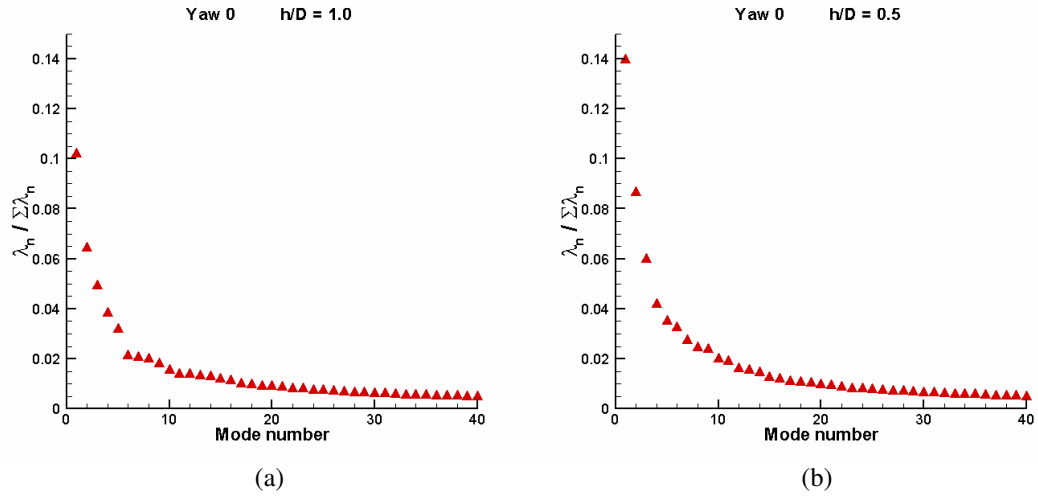 Yaw 0 h/D = 1.0
0.14
0.12
0.1
0.08
0.06
0.04
0.02
0
λn / Σλn
0 10 20 30 40
Mode number
(a)
Yaw 0 h/D = 0.5
0.14
0.12
0.1
0.08
0.06
0.04
0.02
0
λn / Σλn
0 10 20 30 40
Mode number
(b)